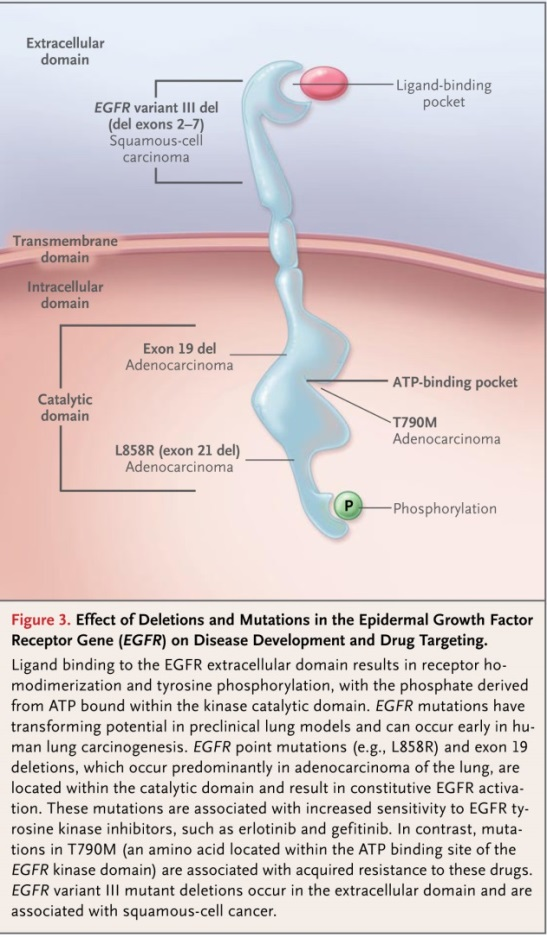 Extracellular
domain
EGFR variant III del
(del exons 2–7)
Squamous-cell
carcinoma
Ligand-binding
pocket
Transmembrane
domain
Intracellular
domain
Exon 19 del
Adenocarcinoma
Catalytic
domain
ATP-binding pocket
T790M
Adenocarcinoma
L858R (exon 21 del)
Adenocarcinoma
P
Phosphorylation
Figure 3. Effect of Deletions and Mutations in the Epidermal Growth Factor
Receptor Gene (EGFR) on Disease Development and Drug Targeting.
Ligand binding to the EGFR extracellular domain results in receptor ho-
modimerization and tyrosine phosphorylation, with the phosphate derived
from ATP bound within the kinase catalytic domain. EGFR mutations have
transforming potential in preclinical lung models and can occur early in hu-
man lung carcinogenesis. EGFR point mutations (e.g., L858R) and exon 19
deletions, which occur predominantly in adenocarcinoma of the lung, are
located within the catalytic domain and result in constitutive EGFR activa-
tion. These mutations are associated with increased sensitivity to EGFR ty-
rosine kinase inhibitors, such as erlotinib and gefitinib. In contrast, muta-
tions in T790M (an amino acid located within the ATP binding site of the
EGFR kinase domain) are associated with acquired resistance to these drugs.
EGFR variant III mutant deletions occur in the extracellular domain and are
associated with squamous-cell cancer.